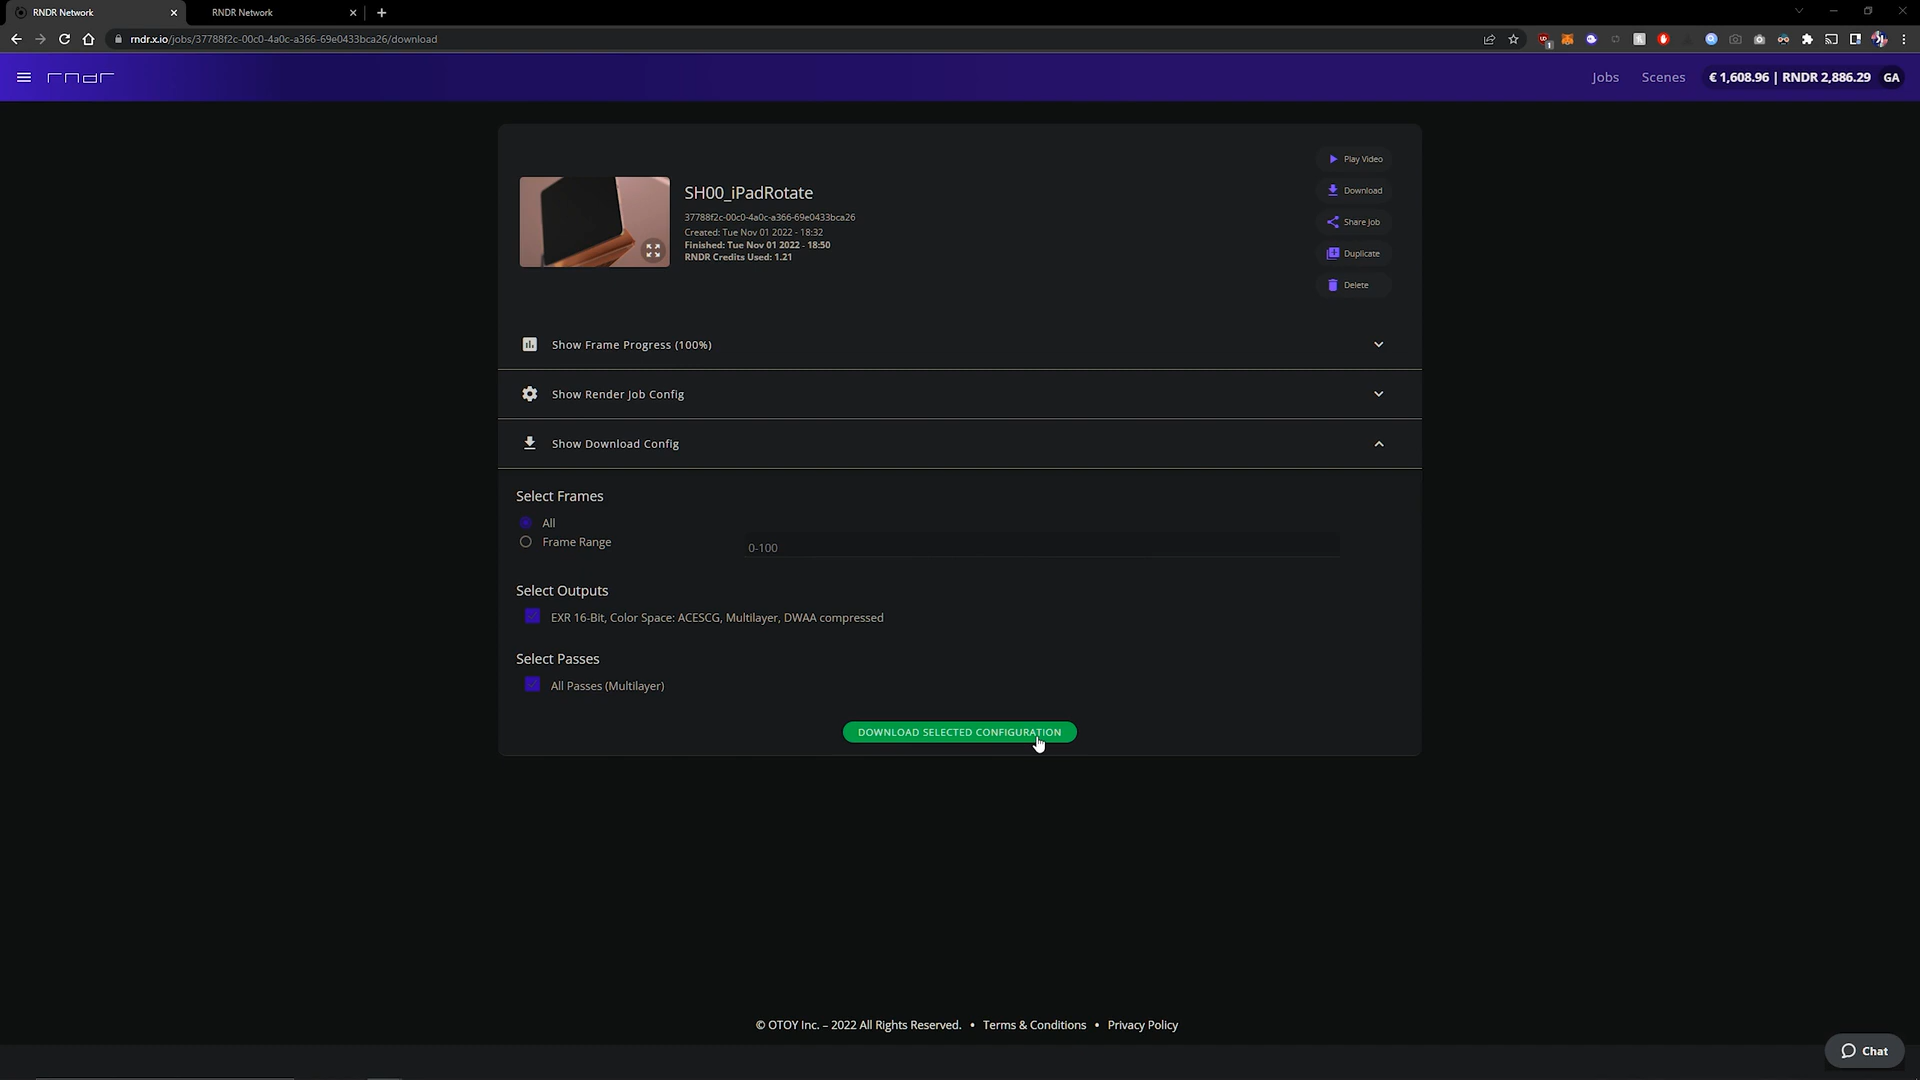 RNDR Network
RNDR Network
rndr.x.io/jobs/37788f2c-00c0-4a0c-a366-69e0433bca26/download
rndr
Jobs
Scenes
€ 1,608.96 | RNDR 2,886.29
GA
SH00_iPadRotate
37788f2c-00c0-4a0c-a366-69e0433bca26
Created: Tue Nov 01 2022 - 18:32
Finished: Tue Nov 01 2022 - 18:50
RNDR Credits Used: 1.21
Play Video
Download
Share Job
Duplicate
Delete
Show Frame Progress (100%)
Show Render Job Config
Show Download Config
Select Frames
All
Frame Range
0-100
Select Outputs
EXR 16-Bit, Color Space: ACESCG, Multilayer, DWAA compressed
Select Passes
All Passes (Multilayer)
DOWNLOAD SELECTED CONFIGURATION
© OTOY Inc. – 2022 All Rights Reserved. • Terms & Conditions • Privacy Policy
Chat